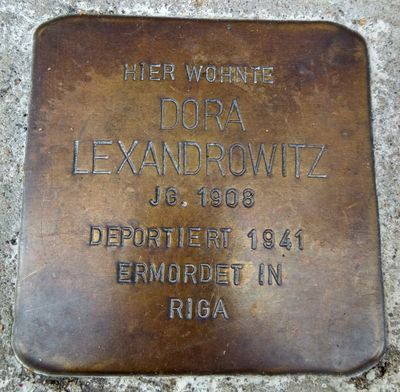 HIER WOHNTE
DORA
LEXANDROWITZ
JG. 1908
DEPORTIERT 1941
ERMORDET IN
RIGA